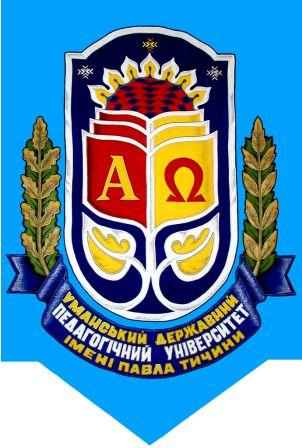 Α Ω
УМАНСЬКИЙ ДЕРЖАВНИЙ
ПЕДАГОГІЧНИЙ УНІВЕРСИТЕТ
ІМЕНІ ПАВЛА ТИЧИНИ